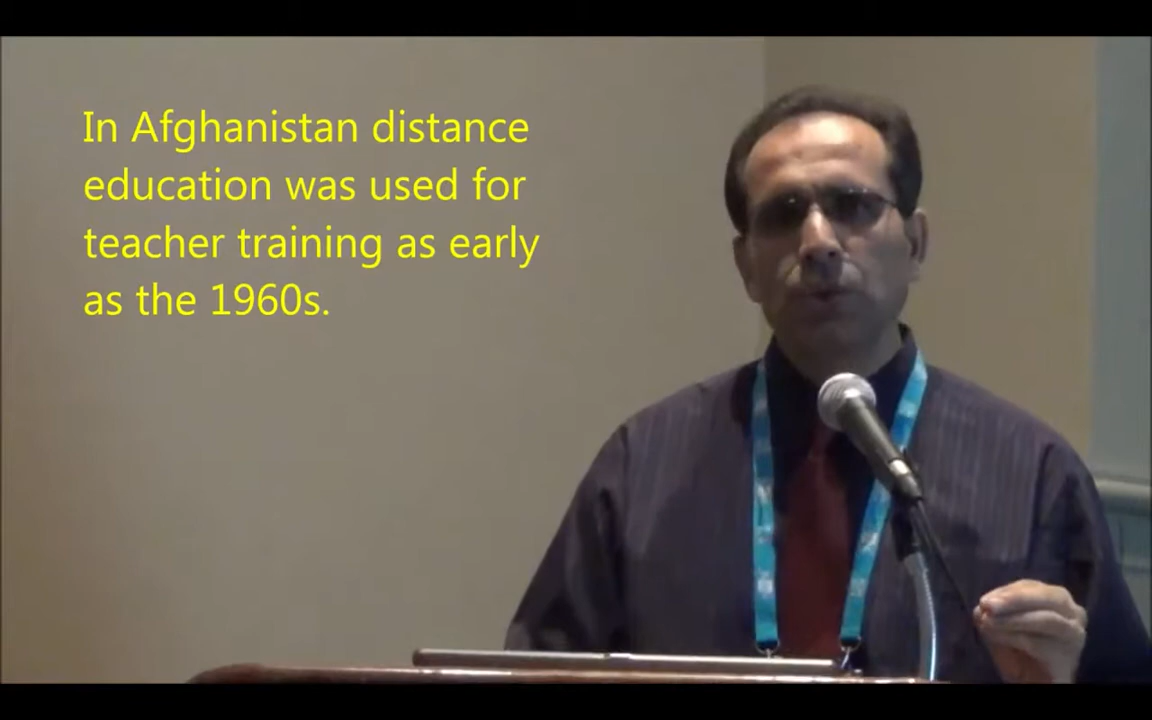 In Afghanistan distance
education was used for
teacher training as early
as the 1960s.